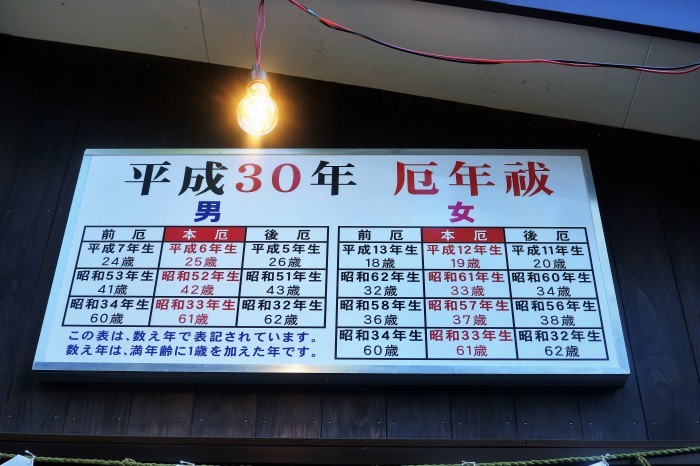 平成30年 厄年祓
男
前厄 本厄 後厄
平成7年生 平成6年生 平成5年生
24歳 25歳 26歳
昭和53年生 昭和52年生 昭和51年生
41歳 42歳 43歳
昭和34年生 昭和33年生 昭和32年生
60歳 61歳 62歳
この表は、数え年で表記されています。
数え年は、満年齢に1歳を加えた年です。
女
前厄 本厄 後厄
平成13年生 平成12年生 平成11年生
18歳 19歳 20歳
昭和62年生 昭和61年生 昭和60年生
32歳 33歳 34歳
昭和58年生 昭和57年生 昭和56年生
36歳 37歳 38歳
昭和34年生 昭和33年生 昭和32年生
60歳 61歳 62歳